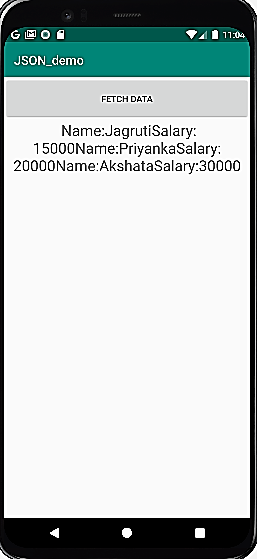 G 11:04
JSON_demo
FETCH DATA
Name:JagrutiSalary:
15000Name:PriyankaSalary:
20000Name:AkshataSalary:30000